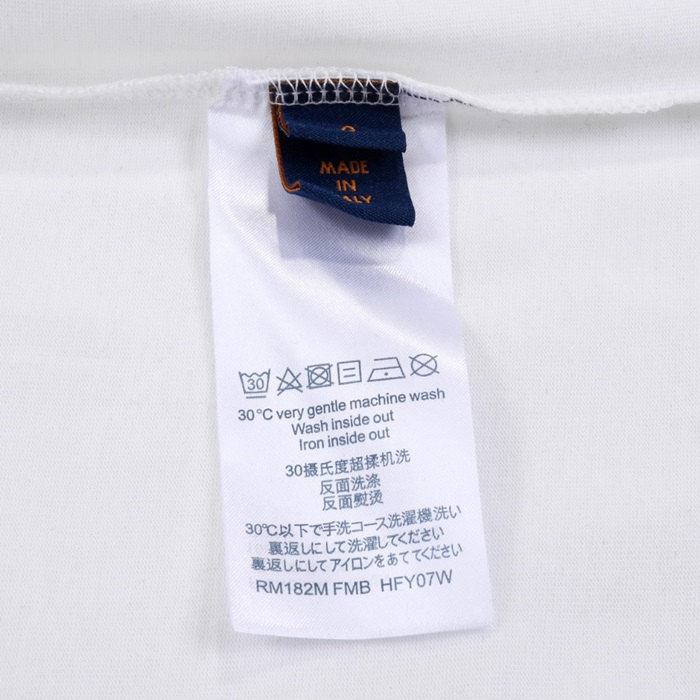 MADE
IN
30
30°C very gentle machine wash
Wash inside out
Iron inside out
30摄氏度超揉机洗
反面洗涤
反面熨烫
30℃以下で手洗コース洗濯機洗い
裏返しにして洗濯してください
裏返しにしてアイロンをあててください
RM182M FMB HFY07W